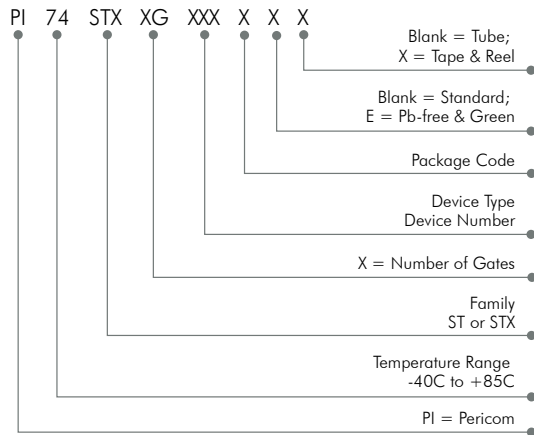 PI 74 STX XG XXX X X X
Blank = Tube;
X = Tape & Reel
Blank = Standard;
E = Pb-free & Green
Package Code
Device Type
Device Number
X = Number of Gates
Family
ST or STX
Temperature Range
-40C to +85C
PI = Pericom